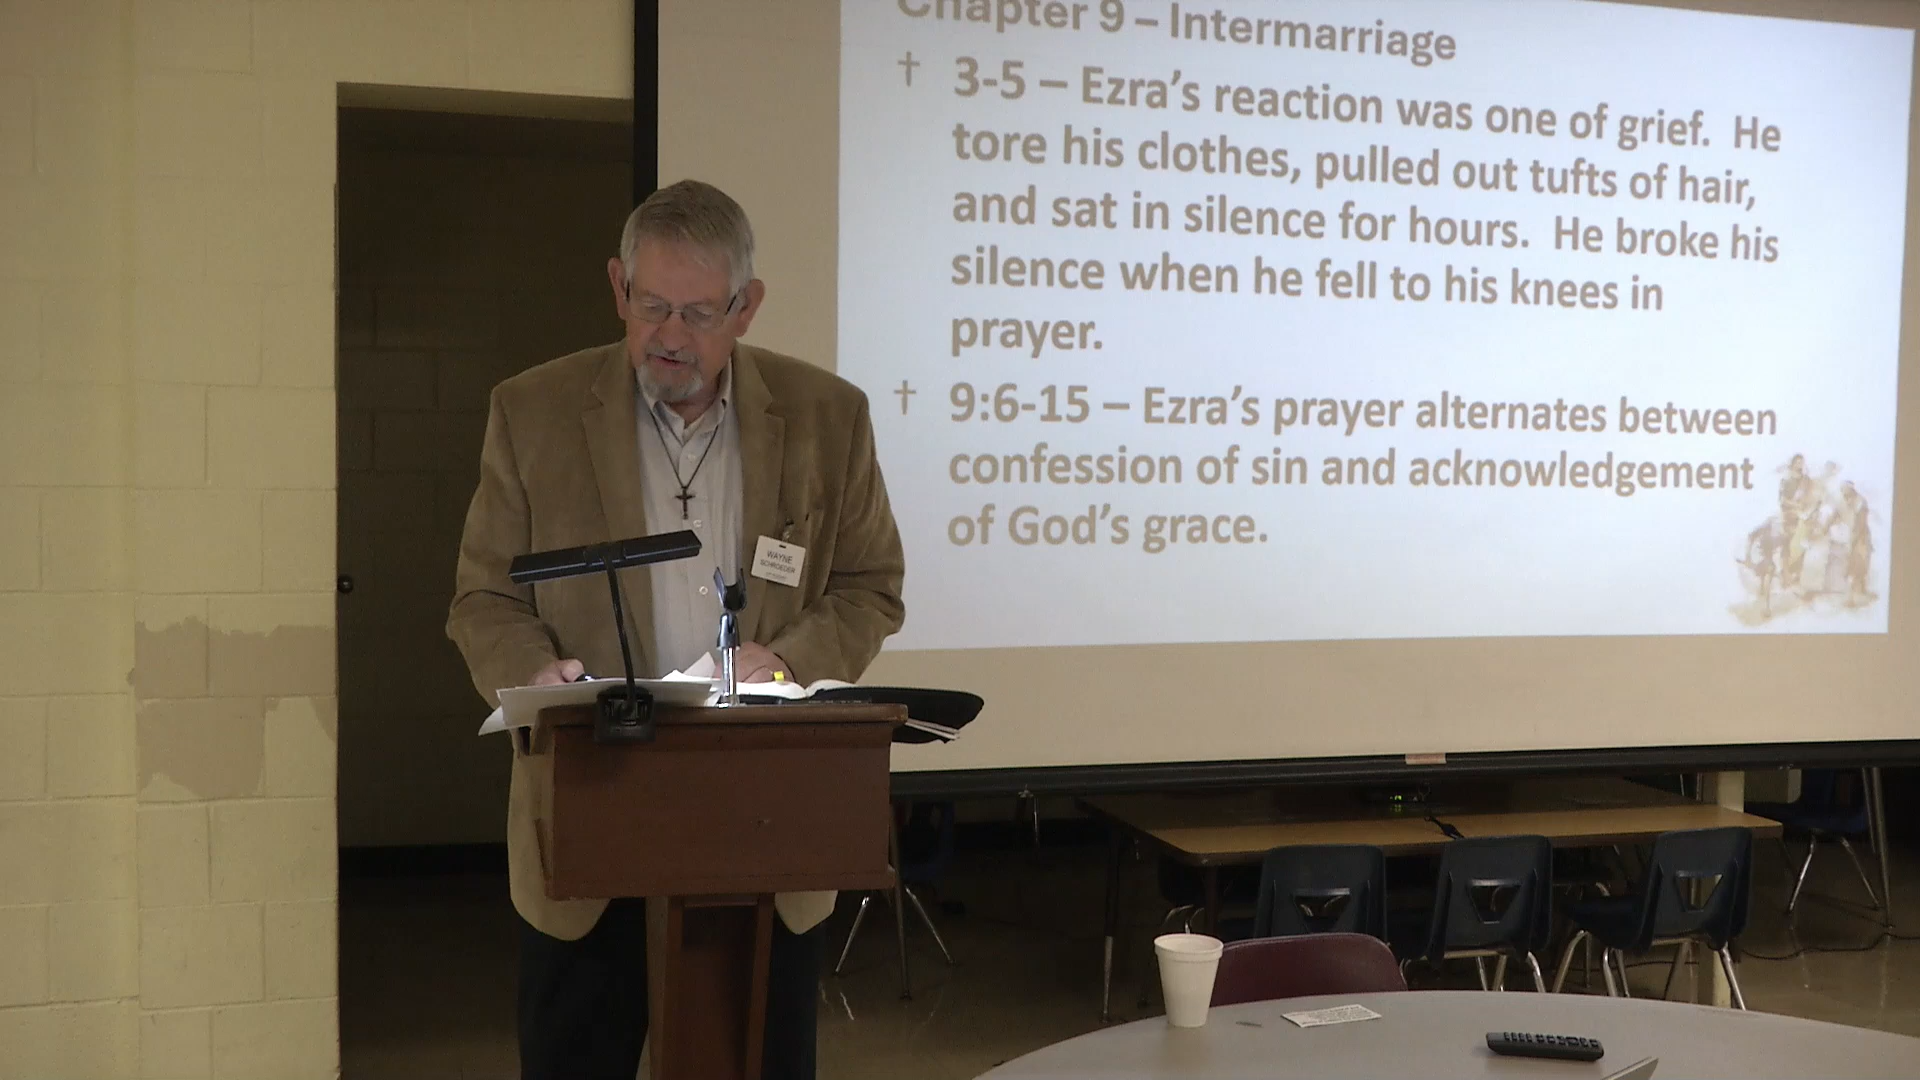 Chapter 9 – Intermarriage
† 3-5 – Ezra's reaction was one of grief.  He
tore his clothes, pulled out tufts of hair,
and sat in silence for hours.  He broke his
silence when he fell to his knees in
prayer.
† 9:6-15 – Ezra's prayer alternates between
confession of sin and acknowledgement
of God's grace.
WAYNE
SCHROEDER